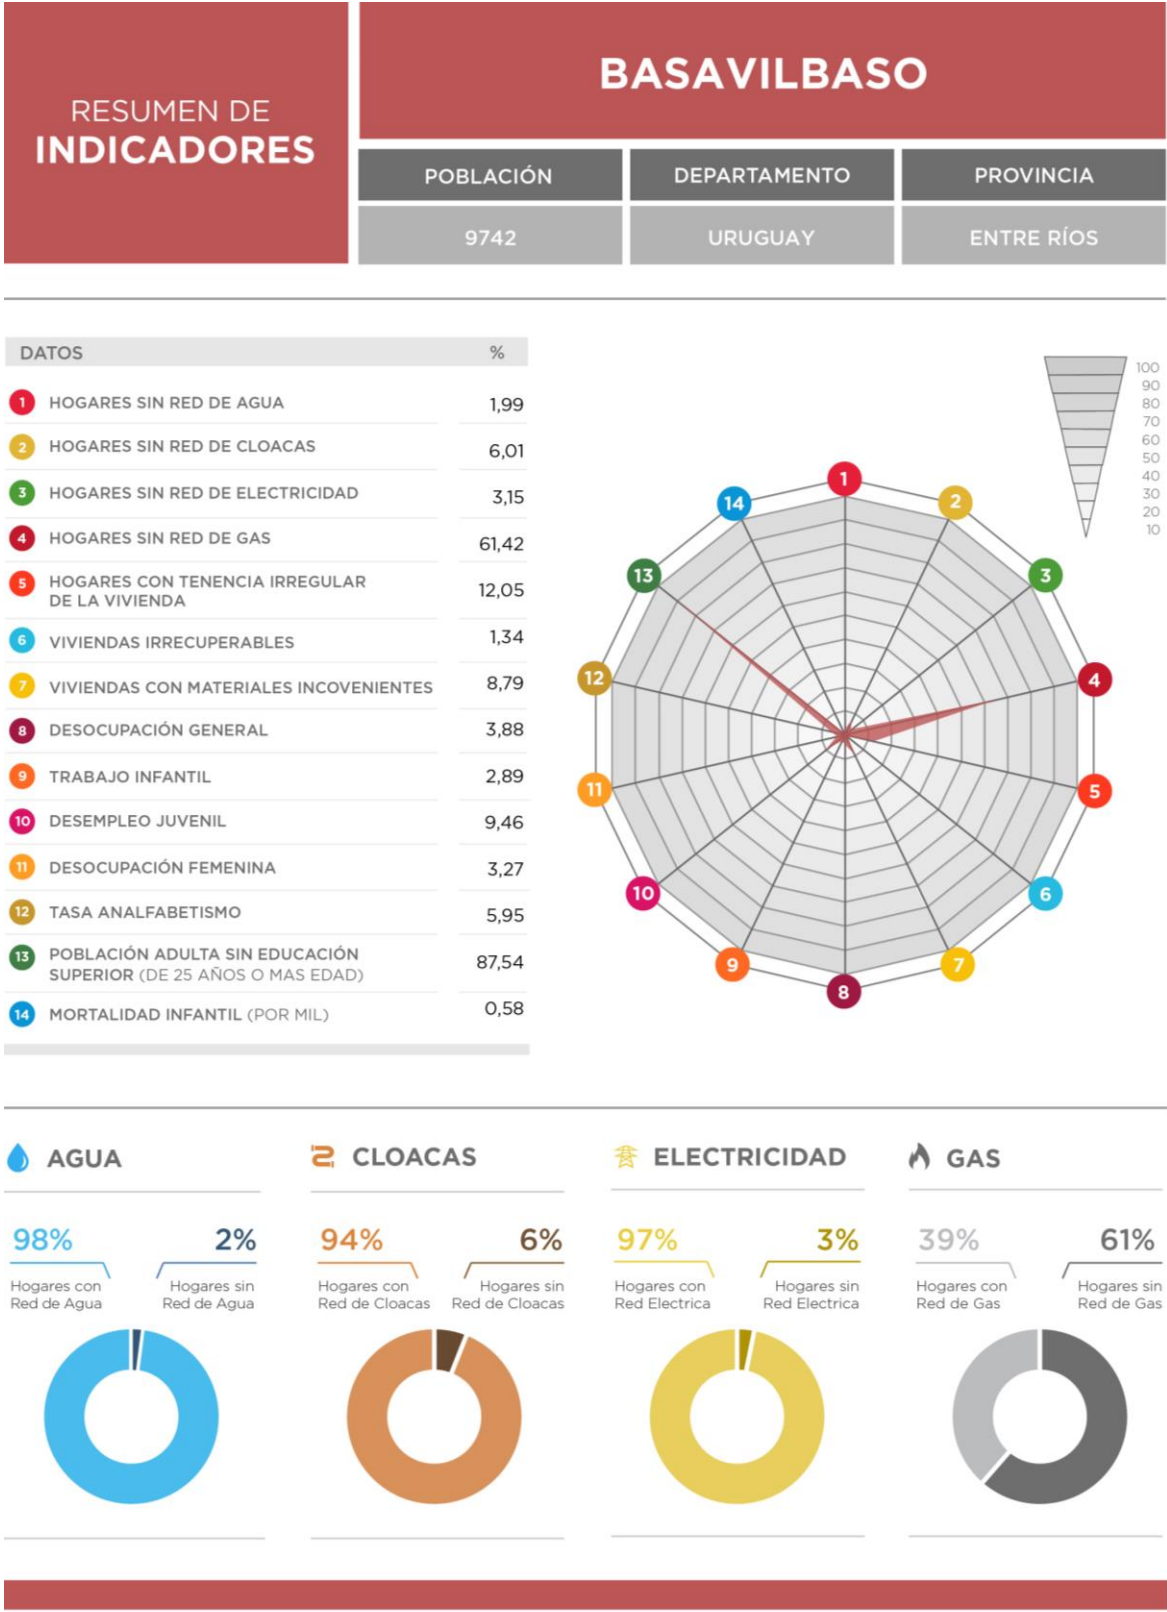 RESUMEN DE
INDICADORES
BASAVILBASO
POBLACIÓN
DEPARTAMENTO
PROVINCIA
9742
URUGUAY
ENTRE RÍOS
DATOS %
1 HOGARES SIN RED DE AGUA 1,99
2 HOGARES SIN RED DE CLOACAS 6,01
3 HOGARES SIN RED DE ELECTRICIDAD 3,15
4 HOGARES SIN RED DE GAS 61,42
5 HOGARES CON TENENCIA IRREGULAR
DE LA VIVIENDA 12,05
6 VIVIENDAS IRRECUPERABLES 1,34
7 VIVIENDAS CON MATERIALES INCOVENIENTES 8,79
8 DESOCUPACIÓN GENERAL 3,88
9 TRABAJO INFANTIL 2,89
10 DESEMPLEO JUVENIL 9,46
11 DESOCUPACIÓN FEMENINA 3,27
12 TASA ANALFABETISMO 5,95
13 POBLACIÓN ADULTA SIN EDUCACIÓN
SUPERIOR (DE 25 AÑOS O MAS EDAD) 87,54
14 MORTALIDAD INFANTIL (POR MIL) 0,58
100
90
80
70
60
50
40
30
20
10
1
2
3
4
5
6
7
8
9
10
11
12
13
14
AGUA
98% 2%
Hogares con Hogares sin
Red de Agua Red de Agua
CLOACAS
94% 6%
Hogares con Hogares sin
Red de Cloacas Red de Cloacas
ELECTRICIDAD
97% 3%
Hogares con Hogares sin
Red Electrica Red Electrica
GAS
39% 61%
Hogares con Hogares sin
Red de Gas Red de Gas